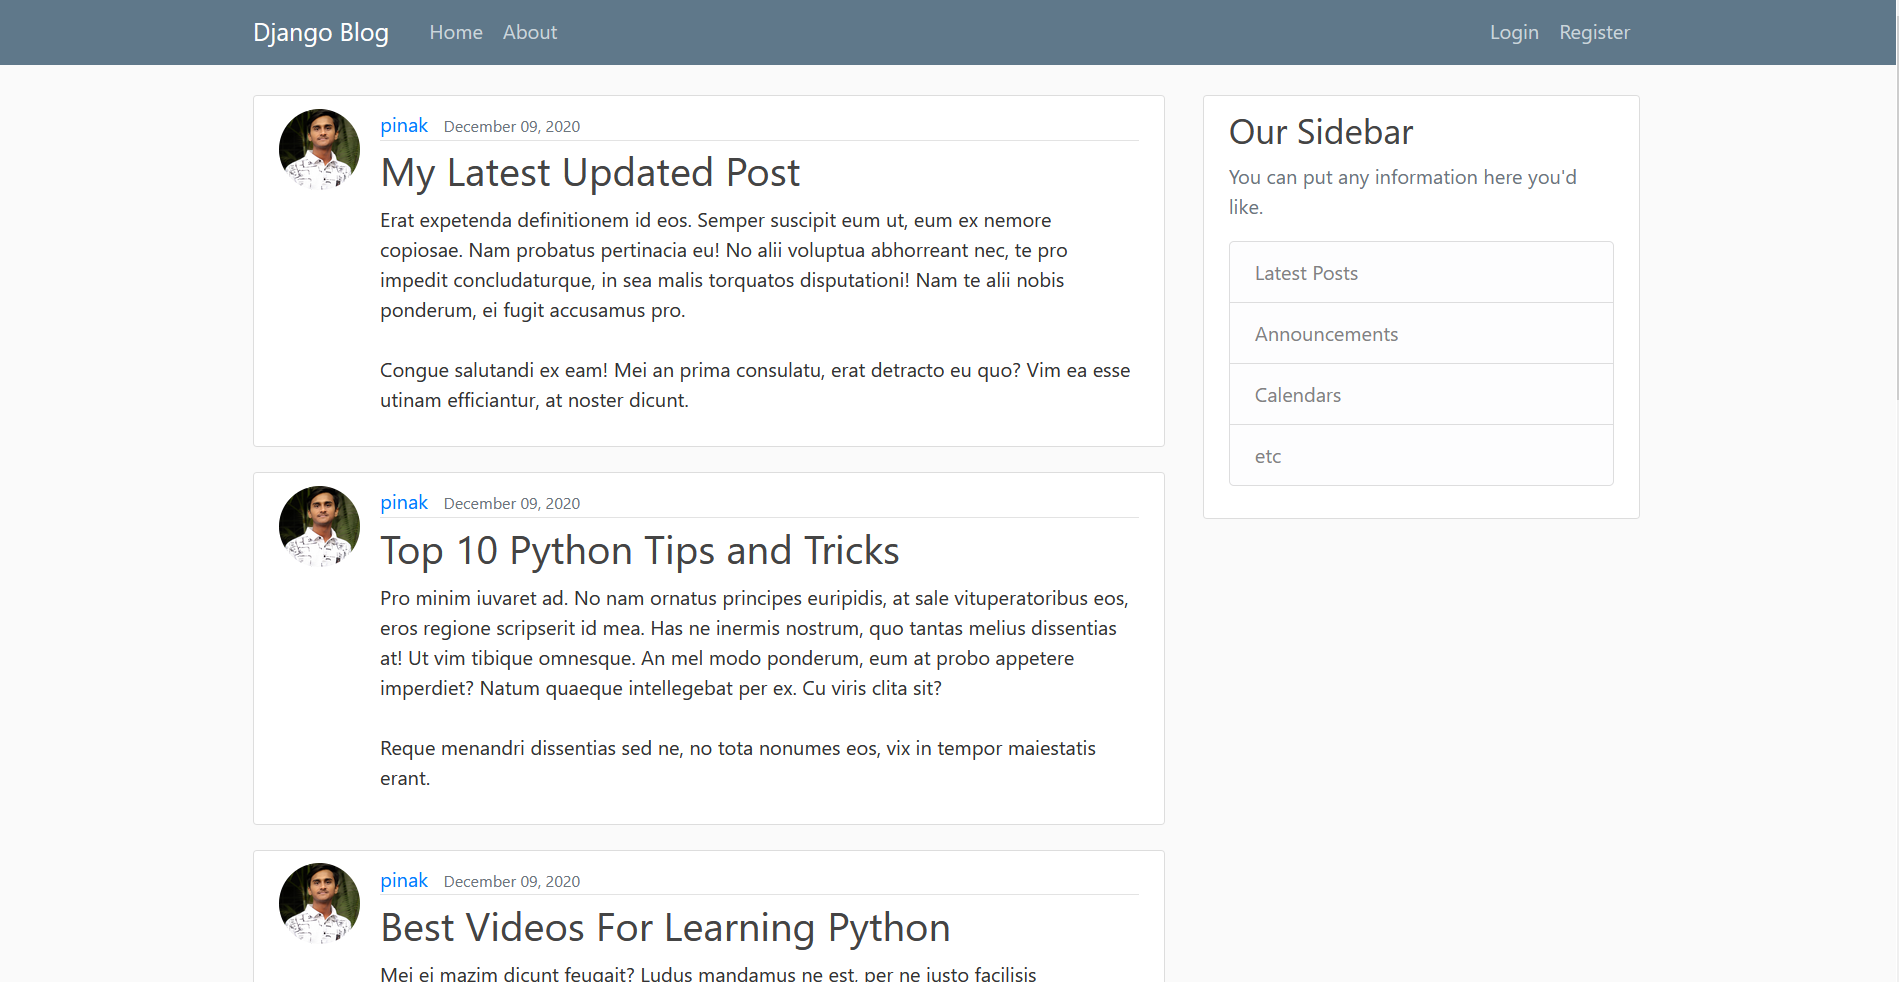 Django Blog Home About Login Register
pinak December 09, 2020
My Latest Updated Post
Erat expetenda definitionem id eos. Semper suscipit eum ut, eum ex nemore
copiosae. Nam probatus pertinacia eu! No alii voluptua abhorreant nec, te pro
impedit concludaturque, in sea malis torquatos disputationi! Nam te alii nobis
ponderum, ei fugit accusamus pro.
Congue salutandi ex eam! Mei an prima consulatu, erat detracto eu quo? Vim ea esse
utinam efficiantur, at noster dicunt.
pinak December 09, 2020
Top 10 Python Tips and Tricks
Pro minim iuvaret ad. No nam ornatus principes euripidis, at sale vituperatoribus eos,
eros regione scripserit id mea. Has ne inermis nostrum, quo tantas melius dissentias
at! Ut vim tibique omnesque. An mel modo ponderum, eum at probo appetere
imperdiet? Natum quaeque intellegebat per ex. Cu viris clita sit?
Reque menandri dissentias sed ne, no tota nonumes eos, vix in tempor maiestatis
erant.
pinak December 09, 2020
Best Videos For Learning Python
Mei ei mazim dicunt feugait? Ludus mandamus ne est, per ne iusto facilisis
Our Sidebar
You can put any information here you'd
like.
Latest Posts
Announcements
Calendars
etc